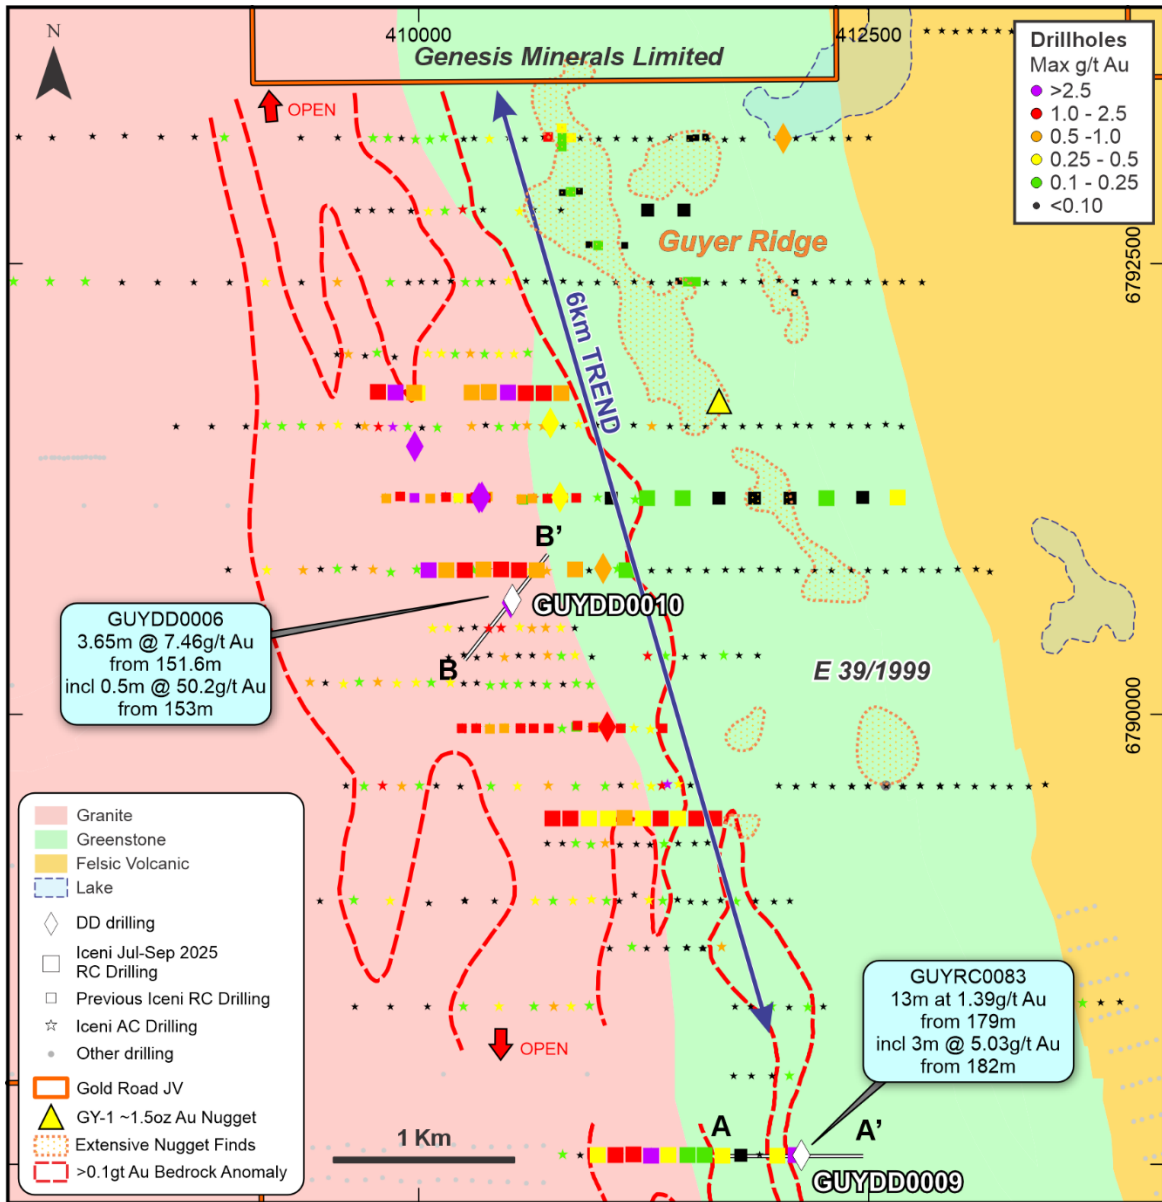 N
410000
412500
Genesis Minerals Limited
OPEN
Drillholes
Max g/t Au
>2.5
1.0 - 2.5
0.5 -1.0
0.25 - 0.5
0.1 - 0.25
<0.10
Guyer Ridge
6792500
6km TREND
B'
GUYDD0010
GUYDD0006
3.65m @ 7.46g/t Au
from 151.6m
incl 0.5m @ 50.2g/t Au
from 153m
B
E 39/1999
6790000
Granite
Greenstone
Felsic Volcanic
Lake
DD drilling
Iceni Jul-Sep 2025
RC Drilling
Previous Iceni RC Drilling
Iceni AC Drilling
Other drilling
Gold Road JV
GY-1 ~1.5oz Au Nugget
Extensive Nugget Finds
>0.1gt Au Bedrock Anomaly
OPEN
GUYRC0083
13m at 1.39g/t Au
from 179m
incl 3m @ 5.03g/t Au
from 182m
1 Km
A
A'
GUYDD0009